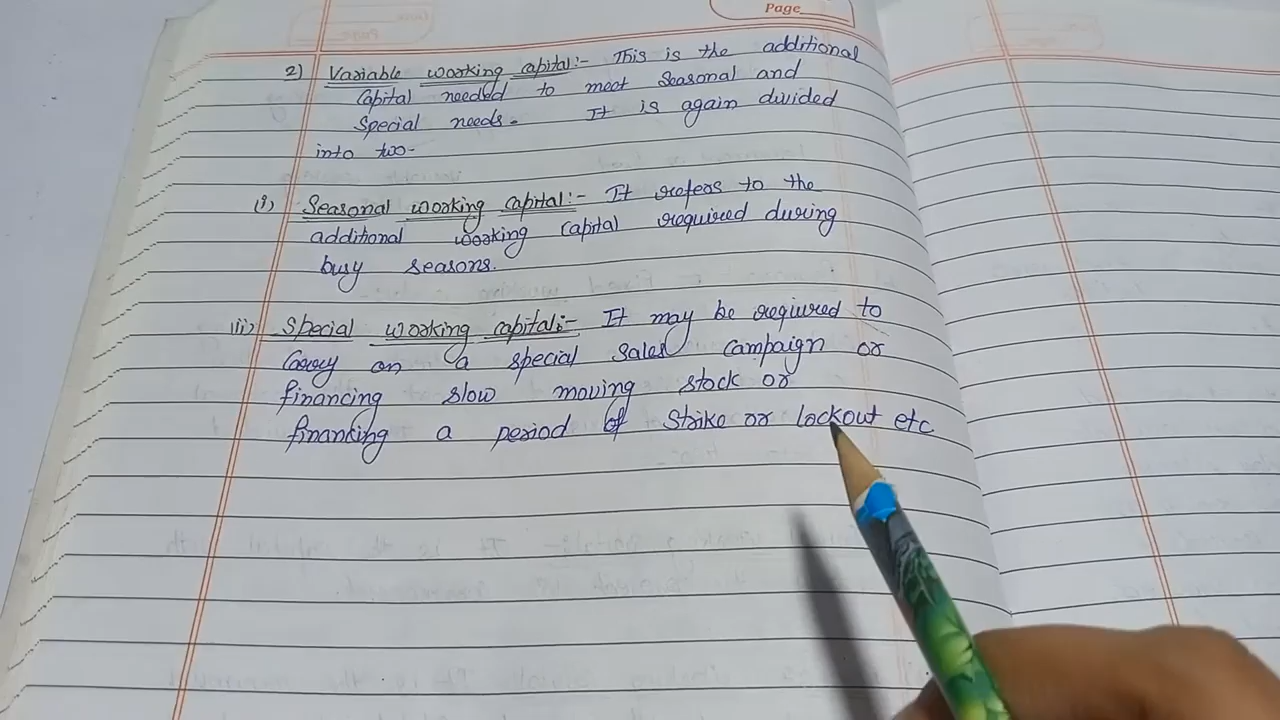 Page
2) Variable working capital:- This is the additional
Capital needed to meet Seasonal and
Special needs. It is again divided
into two-
(i) Seasonal working capital:- It refers to the
additional working Capital required during
busy seasons.
(ii) Special working capital:- It may be reqiured to
Carry on a special sales campaign or
financing slow moving stock or
financing a period of strike or lockout etc